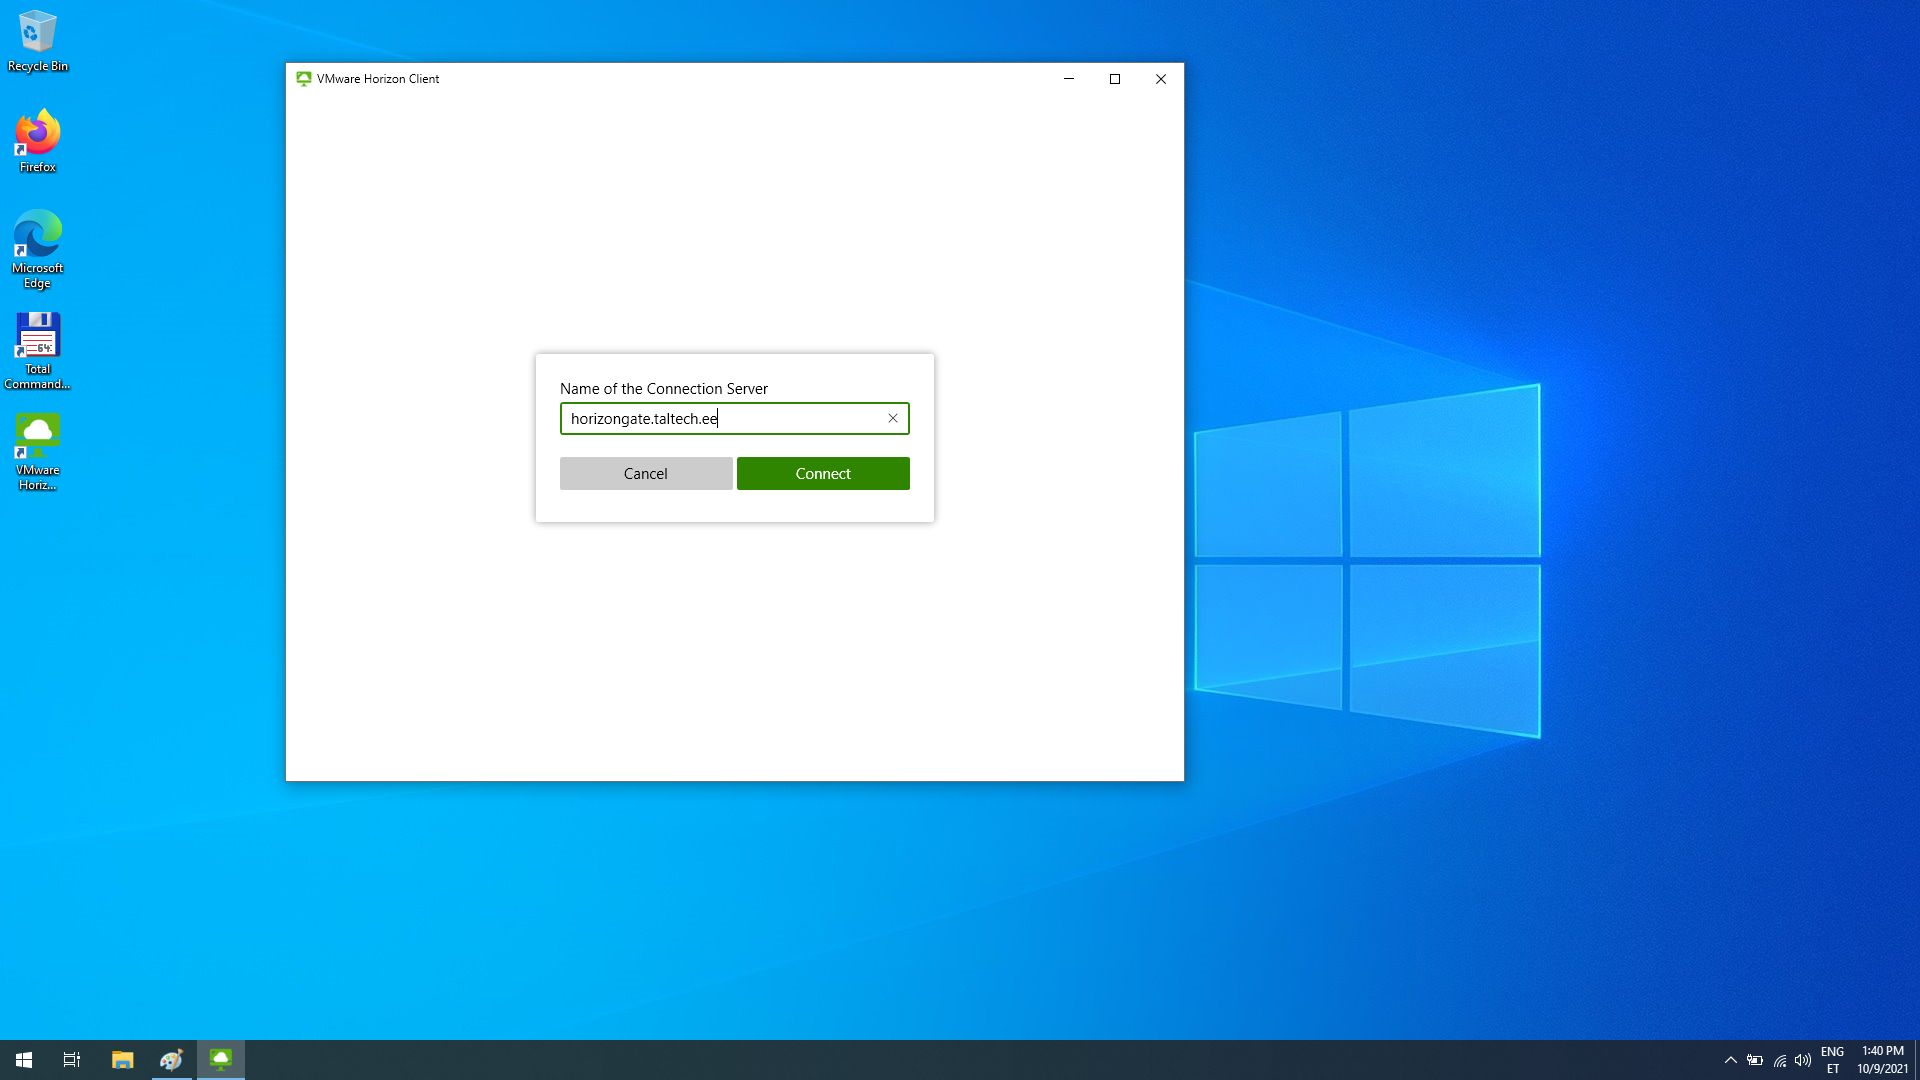 Recycle Bin
Firefox
Microsoft
Edge
64
Total
Command...
VMware
Horiz...
VMware Horizon Client
Name of the Connection Server
horizongate.taltech.ee
Cancel
Connect
ENG
ET
1:40 PM
10/9/2021